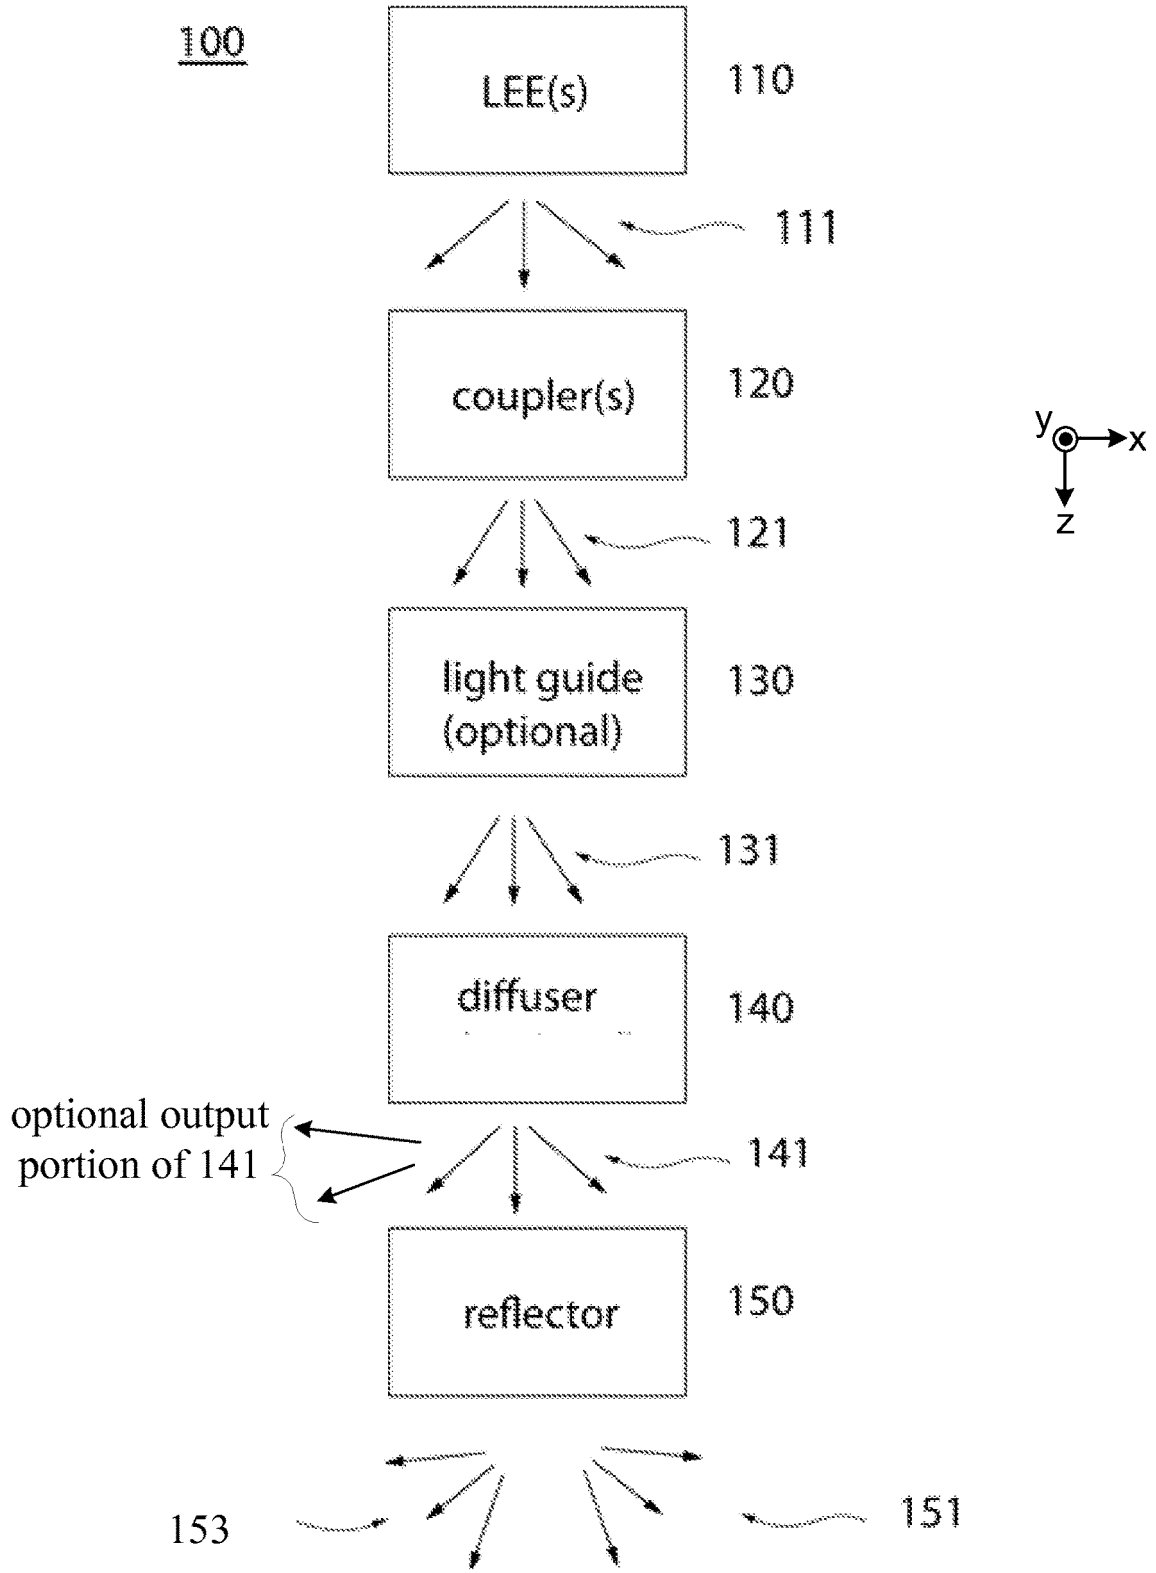 100
LEE(s)
110
111
coupler(s)
120
y
x
z
121
light guide
(optional)
130
131
diffuser
140
optional output
portion of 141
141
reflector
150
153
151